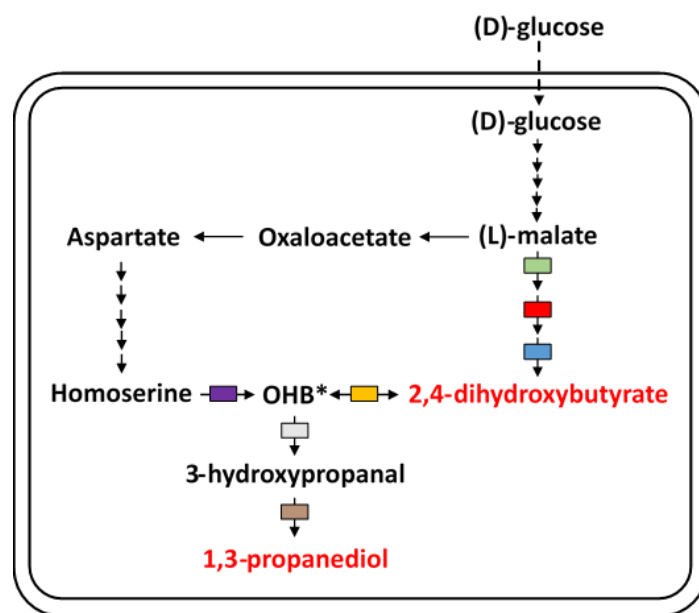 (D)-glucose
(D)-glucose
Aspartate
Oxaloacetate
(L)-malate
Homoserine
OHB*
2,4-dihydroxybutyrate
3-hydroxypropanal
1,3-propanediol